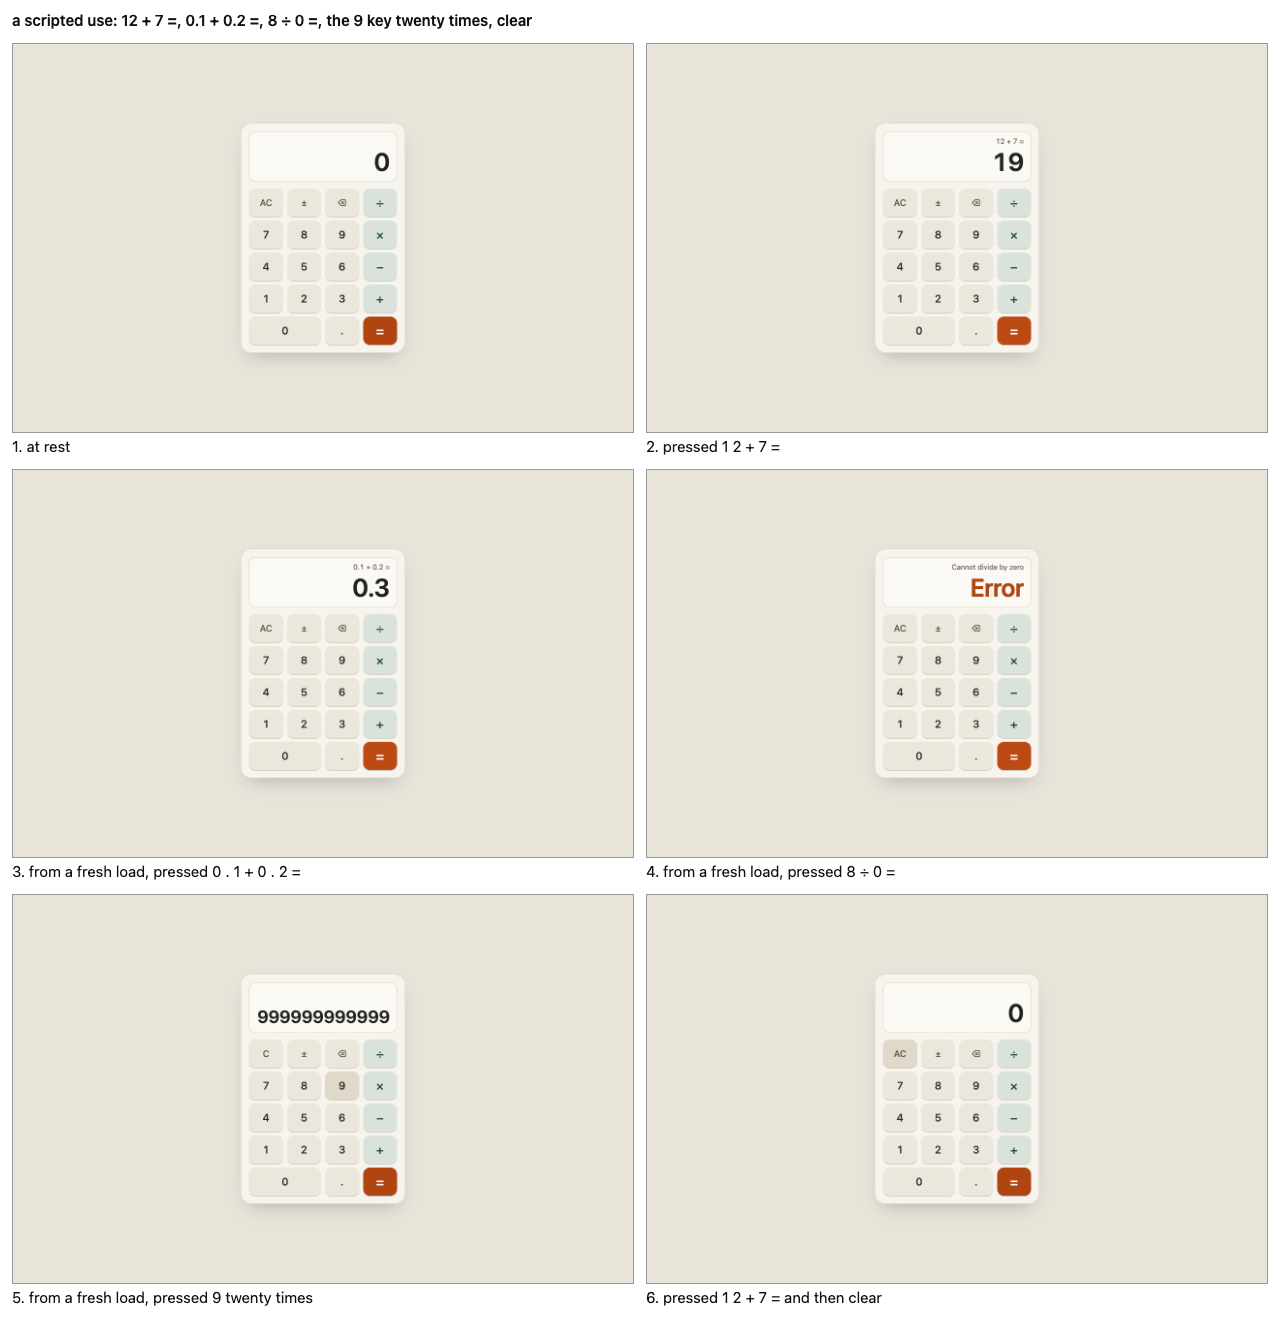 a scripted use: 12 + 7 =, 0.1 + 0.2 =, 8 ÷ 0 =, the 9 key twenty times, clear
0
AC ± ⌫ ÷
7 8 9 ×
4 5 6 −
1 2 3 +
0 . =
1. at rest
12 + 7 =
19
AC ± ⌫ ÷
7 8 9 ×
4 5 6 −
1 2 3 +
0 . =
2. pressed 1 2 + 7 =
0.1 + 0.2 =
0.3
AC ± ⌫ ÷
7 8 9 ×
4 5 6 −
1 2 3 +
0 . =
3. from a fresh load, pressed 0 . 1 + 0 . 2 =
Cannot divide by zero
Error
AC ± ⌫ ÷
7 8 9 ×
4 5 6 −
1 2 3 +
0 . =
4. from a fresh load, pressed 8 ÷ 0 =
999999999999
C ± ⌫ ÷
7 8 9 ×
4 5 6 −
1 2 3 +
0 . =
5. from a fresh load, pressed 9 twenty times
0
AC ± ⌫ ÷
7 8 9 ×
4 5 6 −
1 2 3 +
0 . =
6. pressed 1 2 + 7 = and then clear